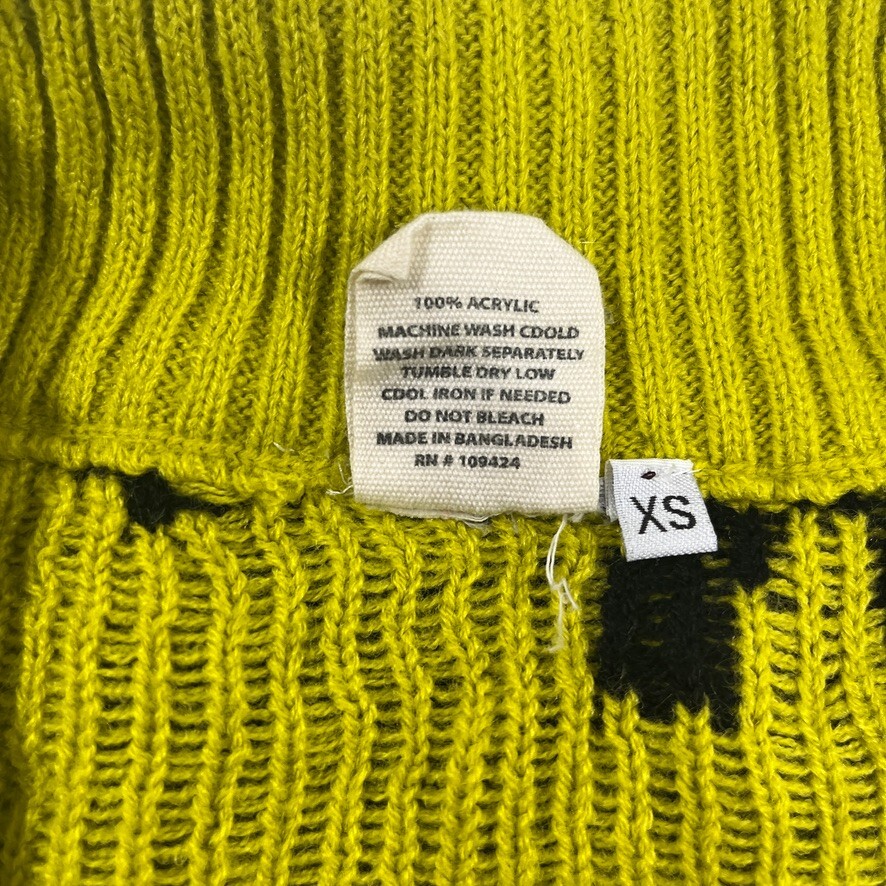 100% ACRYLIC
MACHINE WASH CDOLD
WASH DARK SEPARATELY
TUMBLE DRY LOW
CDOL IRON IF NEEDED
DO NOT BLEACH
MADE IN BANGLADESH
RN # 109424
XS